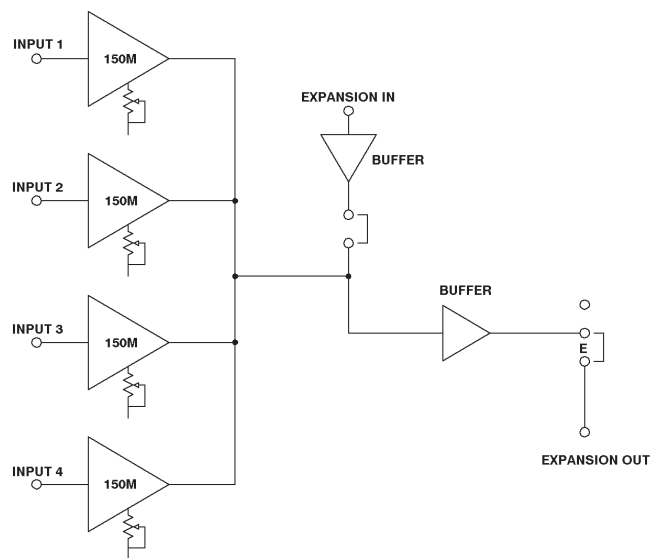 INPUT 1
150M
EXPANSION IN
BUFFER
INPUT 2
150M
BUFFER
INPUT 3
150M
E
EXPANSION OUT
INPUT 4
150M